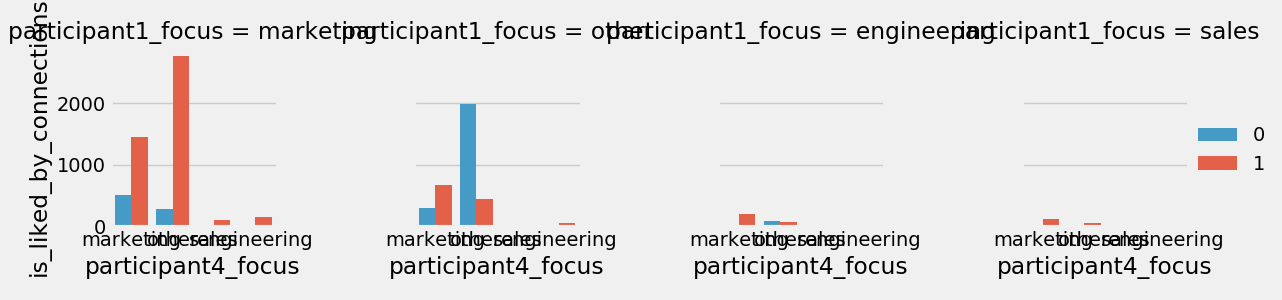 participant1_focus = marketing participant1_focus = other participant1_focus = engineering participant1_focus = sales
is_liked_by_connections
2000
1000
0
marketing other sales engineering marketing other sales engineering marketing other sales engineering marketing other sales engineering
participant4_focus participant4_focus participant4_focus participant4_focus
0
1